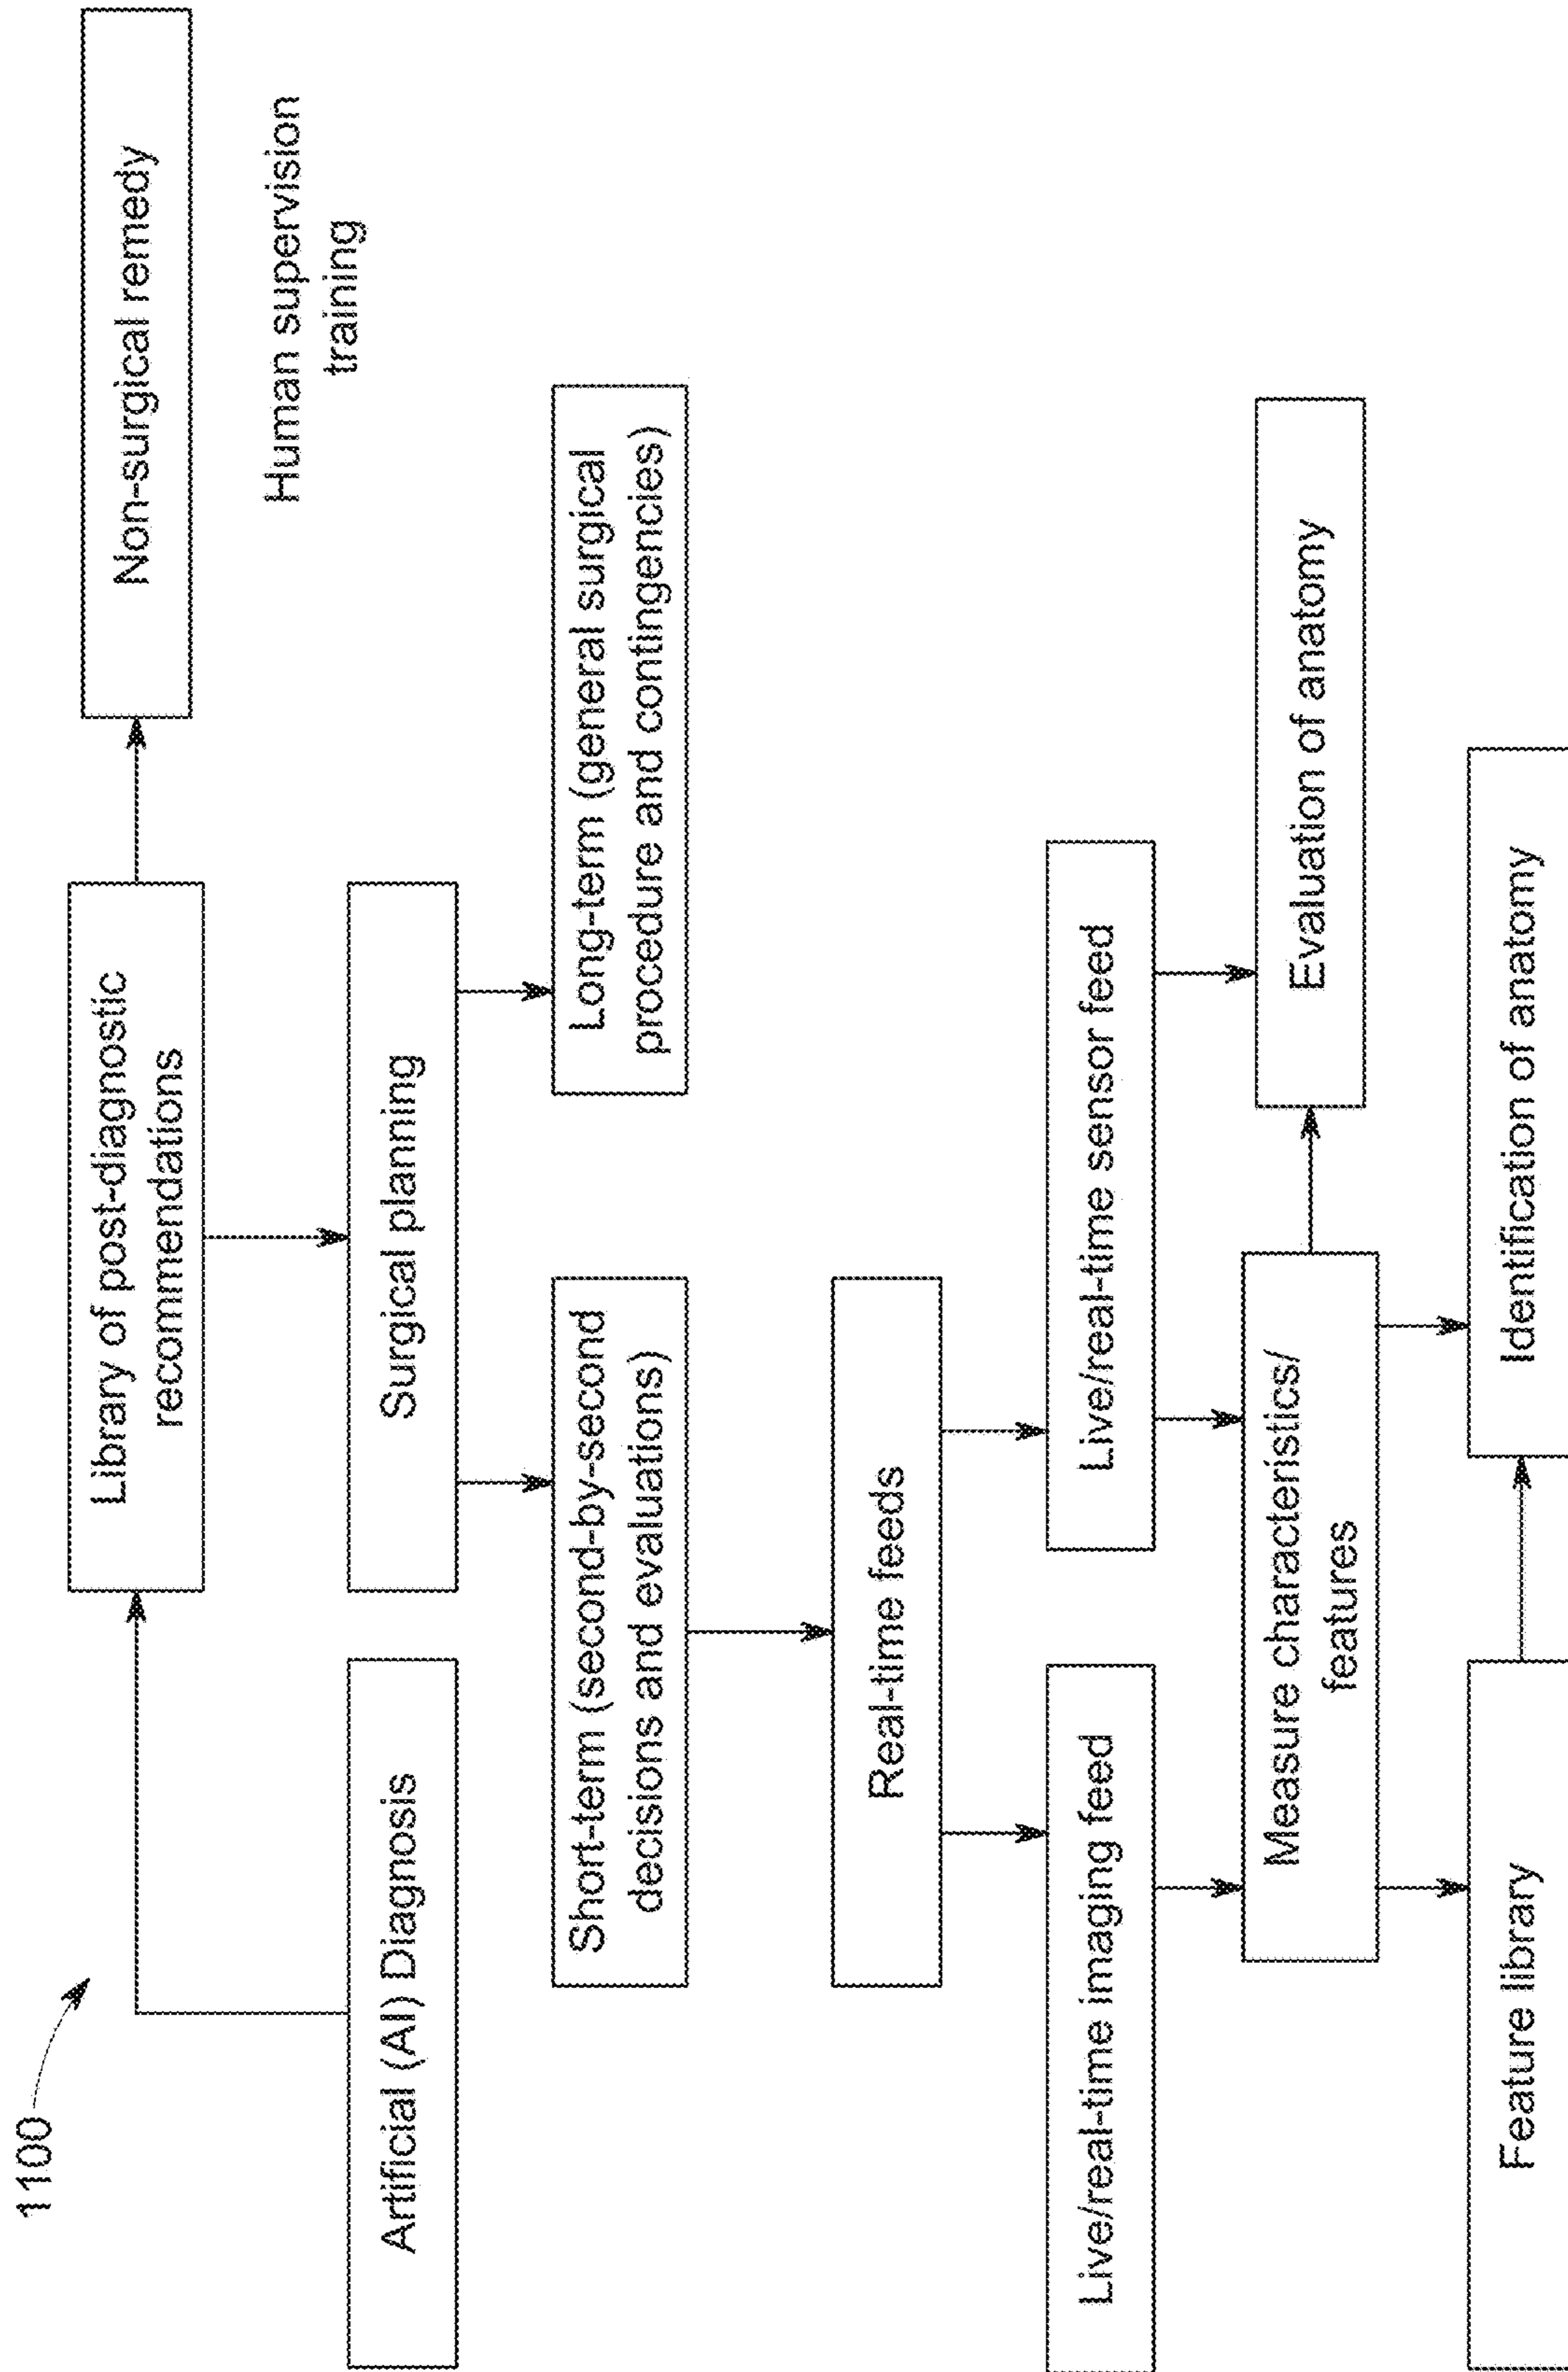 1100
Library of post-diagnostic
recommendations
Non-surgical remedy
Human supervision
training
Artificial (AI) Diagnosis
Surgical planning
Short-term (second-by-second
decisions and evaluations)
Long-term (general surgical
procedure and contingencies)
Real-time feeds
Live/real-time imaging feed
Live/real-time sensor feed
Measure characteristics/
features
Evaluation of anatomy
Feature library
Identification of anatomy